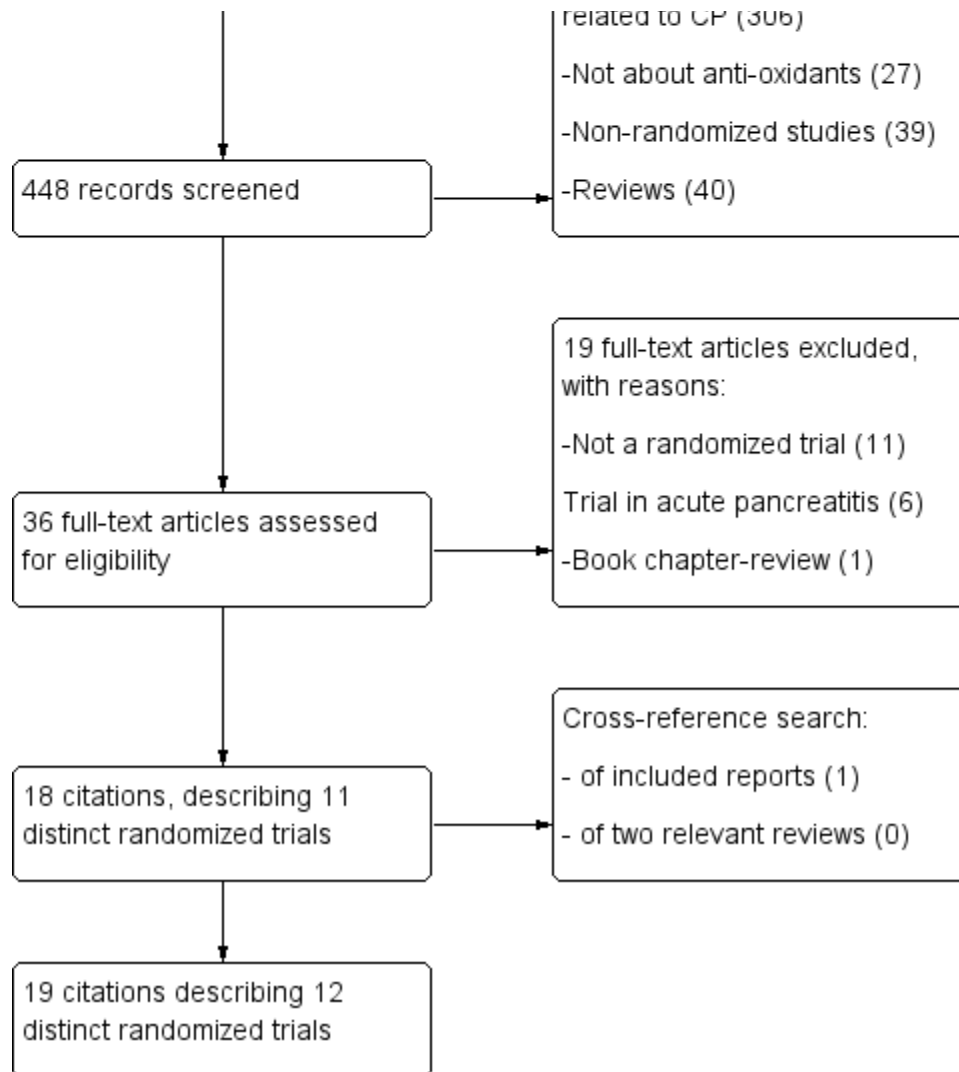 related to CP (306)
-Not about anti-oxidants (27)
-Non-randomized studies (39)
-Reviews (40)
448 records screened
19 full-text articles excluded,
with reasons:
-Not a randomized trial (11)
Trial in acute pancreatitis (6)
-Book chapter-review (1)
36 full-text articles assessed
for eligibility
Cross-reference search:
- of included reports (1)
- of two relevant reviews (0)
18 citations, describing 11
distinct randomized trials
19 citations describing 12
distinct randomized trials